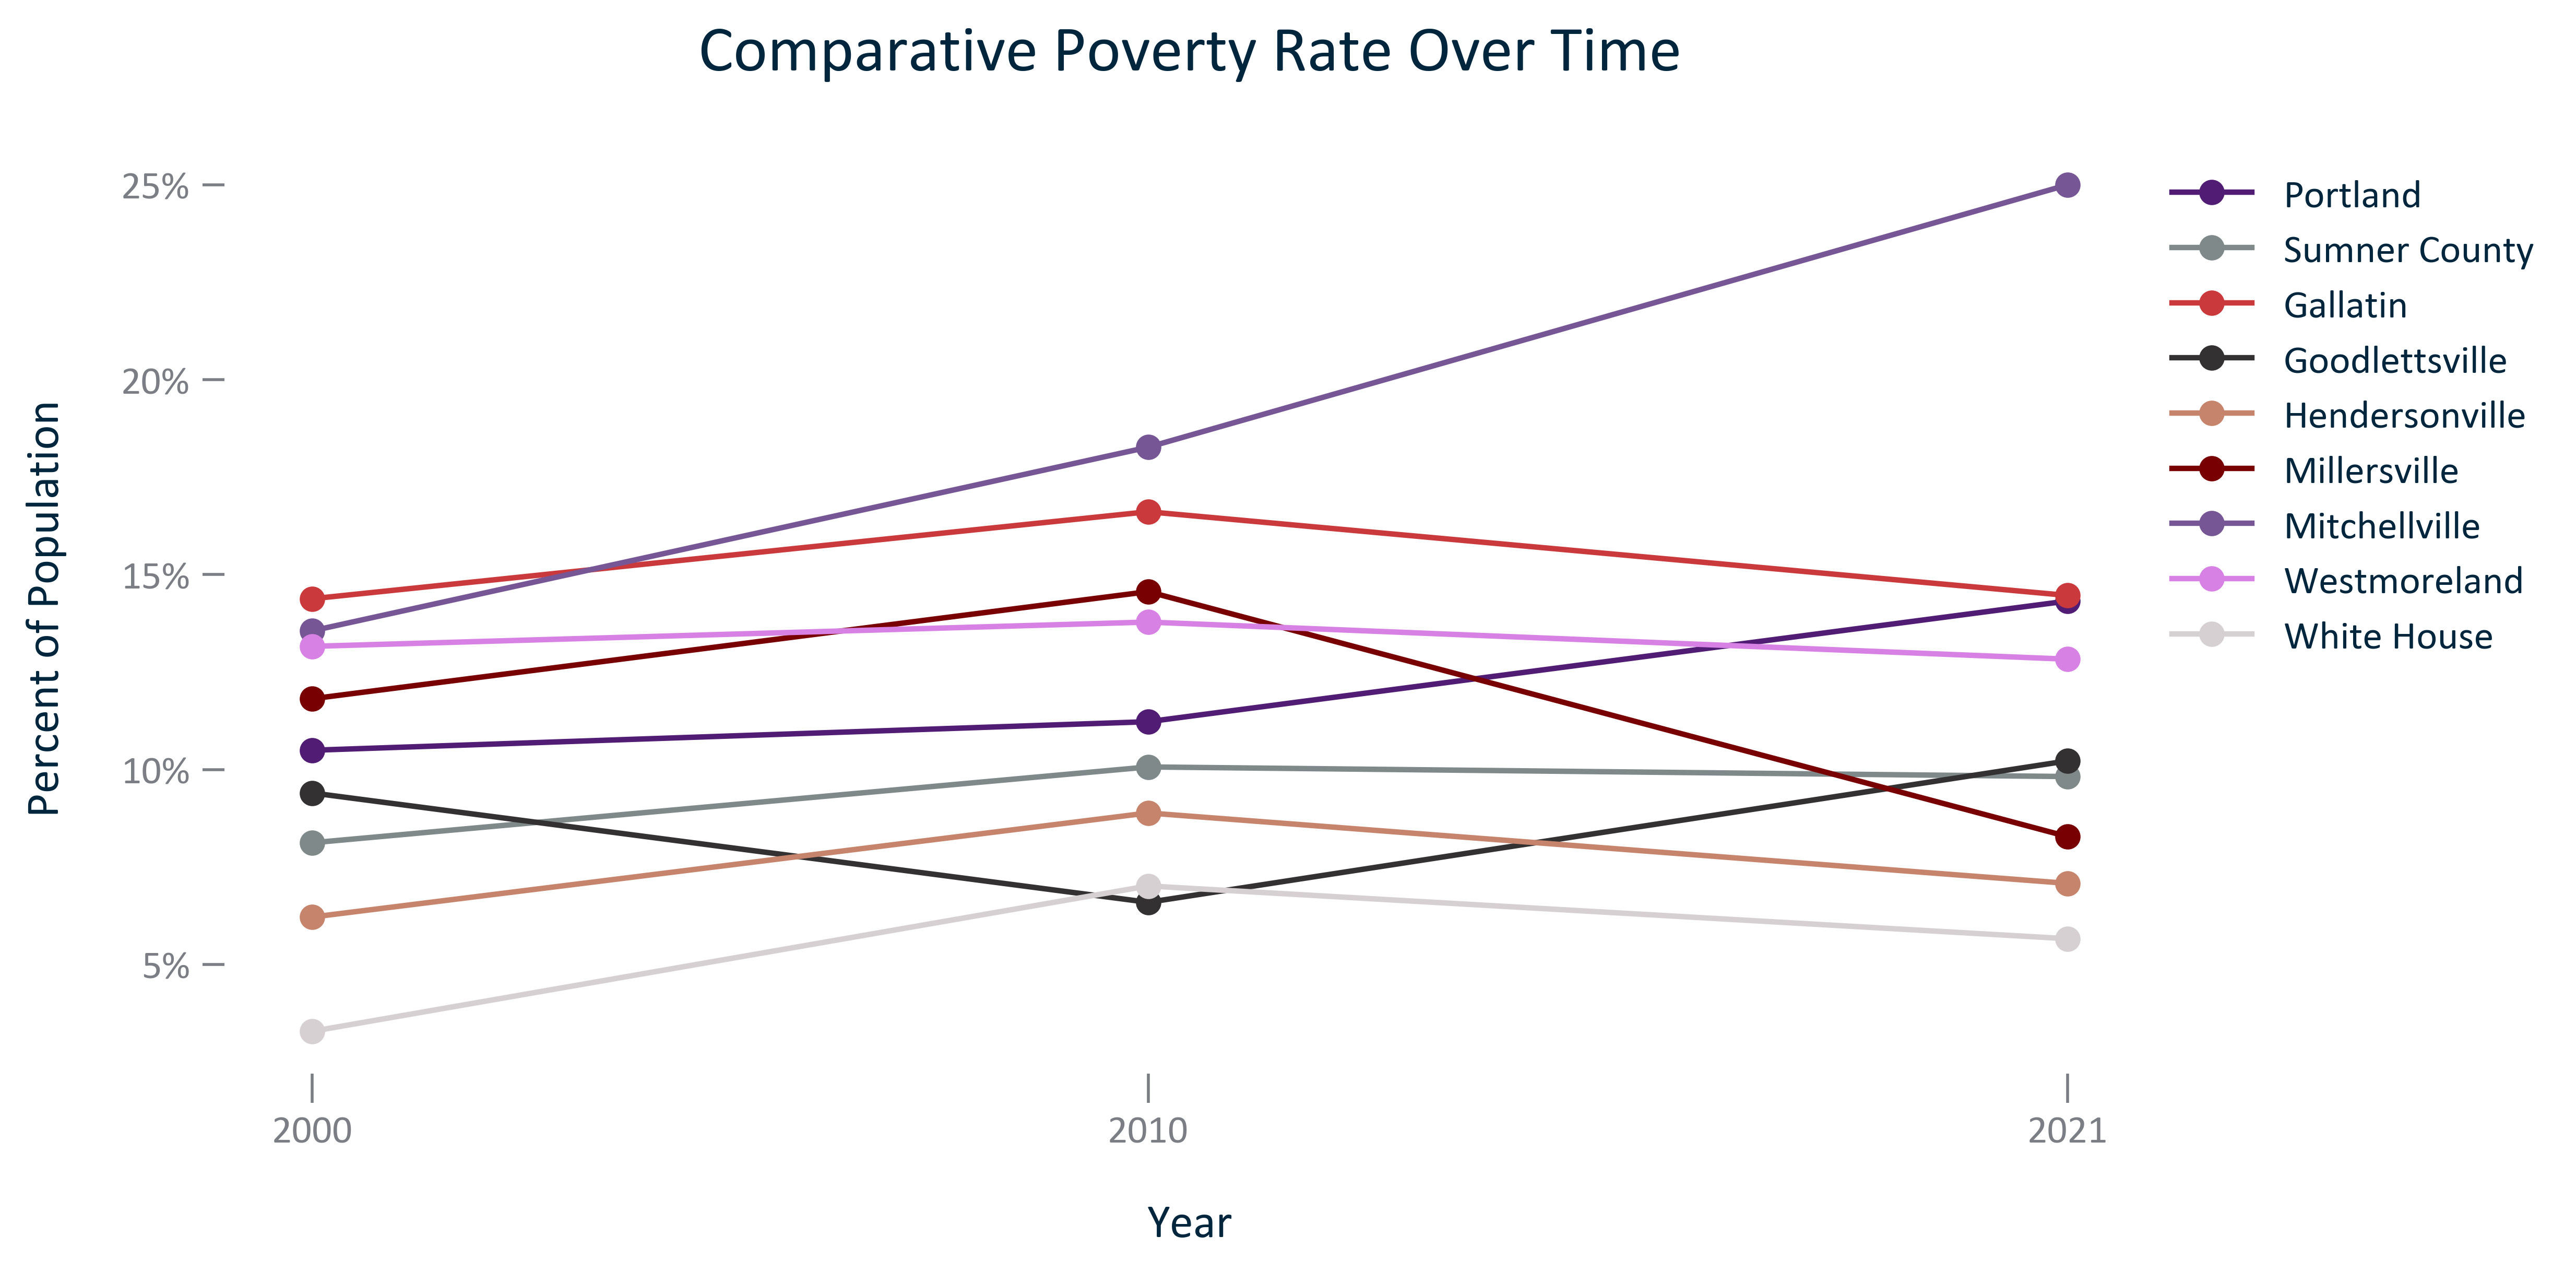 Comparative Poverty Rate Over Time
Percent of Population
25%
20%
15%
10%
5%
2000
2010
2021
Year
Portland
Sumner County
Gallatin
Goodlettsville
Hendersonville
Millersville
Mitchellville
Westmoreland
White House